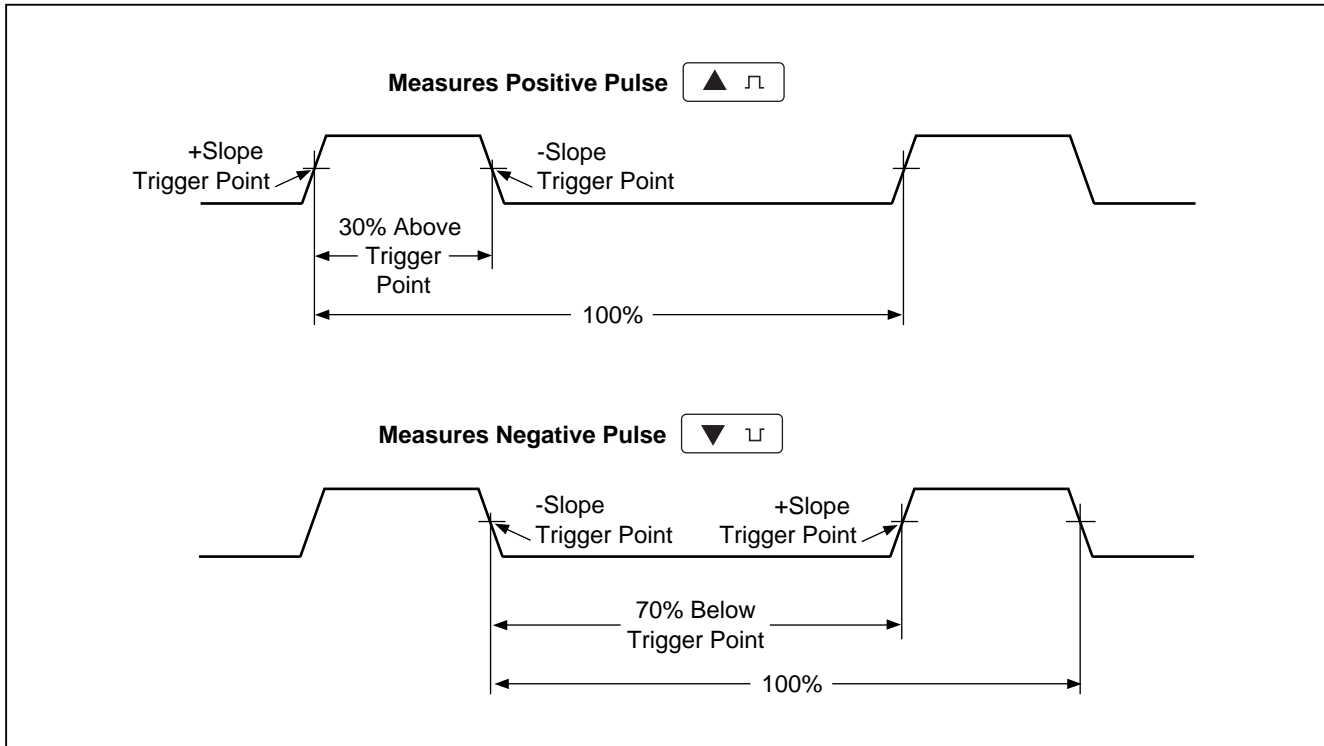 Measures Positive Pulse
+Slope
Trigger Point
-Slope
Trigger Point
30% Above
Trigger
Point
100%
Measures Negative Pulse
-Slope
Trigger Point
+Slope
Trigger Point
70% Below
Trigger Point
100%